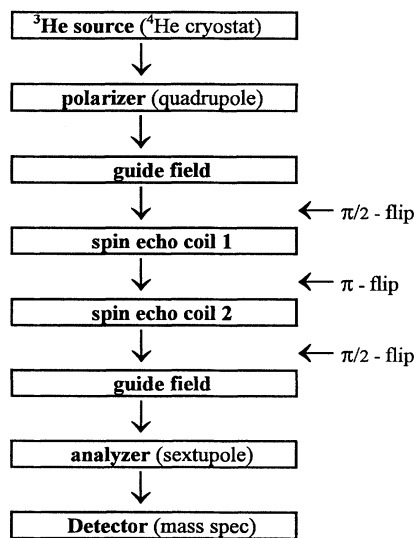 ³He source (⁴He cryostat)
polarizer (quadrupole)
guide field
π/2 - flip
spin echo coil 1
π - flip
spin echo coil 2
π/2 - flip
guide field
analyzer (sextupole)
Detector (mass spec)